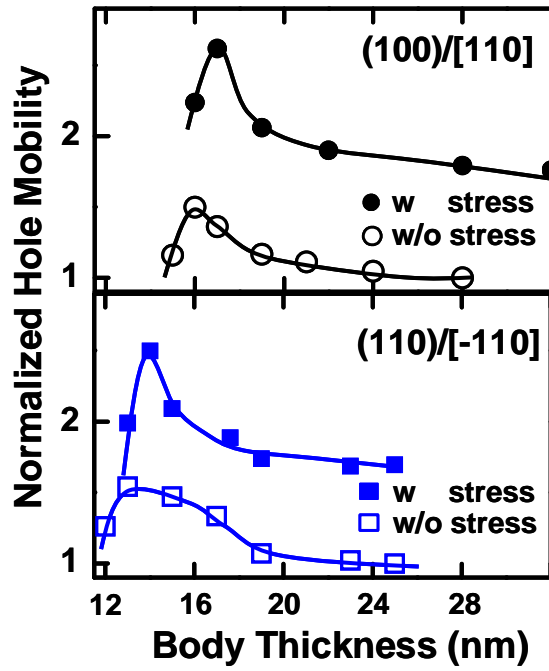 Normalized Hole Mobility
(100)/[110]
2
w stress
w/o stress
1
(110)/[-110]
2
w stress
w/o stress
1
12 16 20 24 28
Body Thickness (nm)